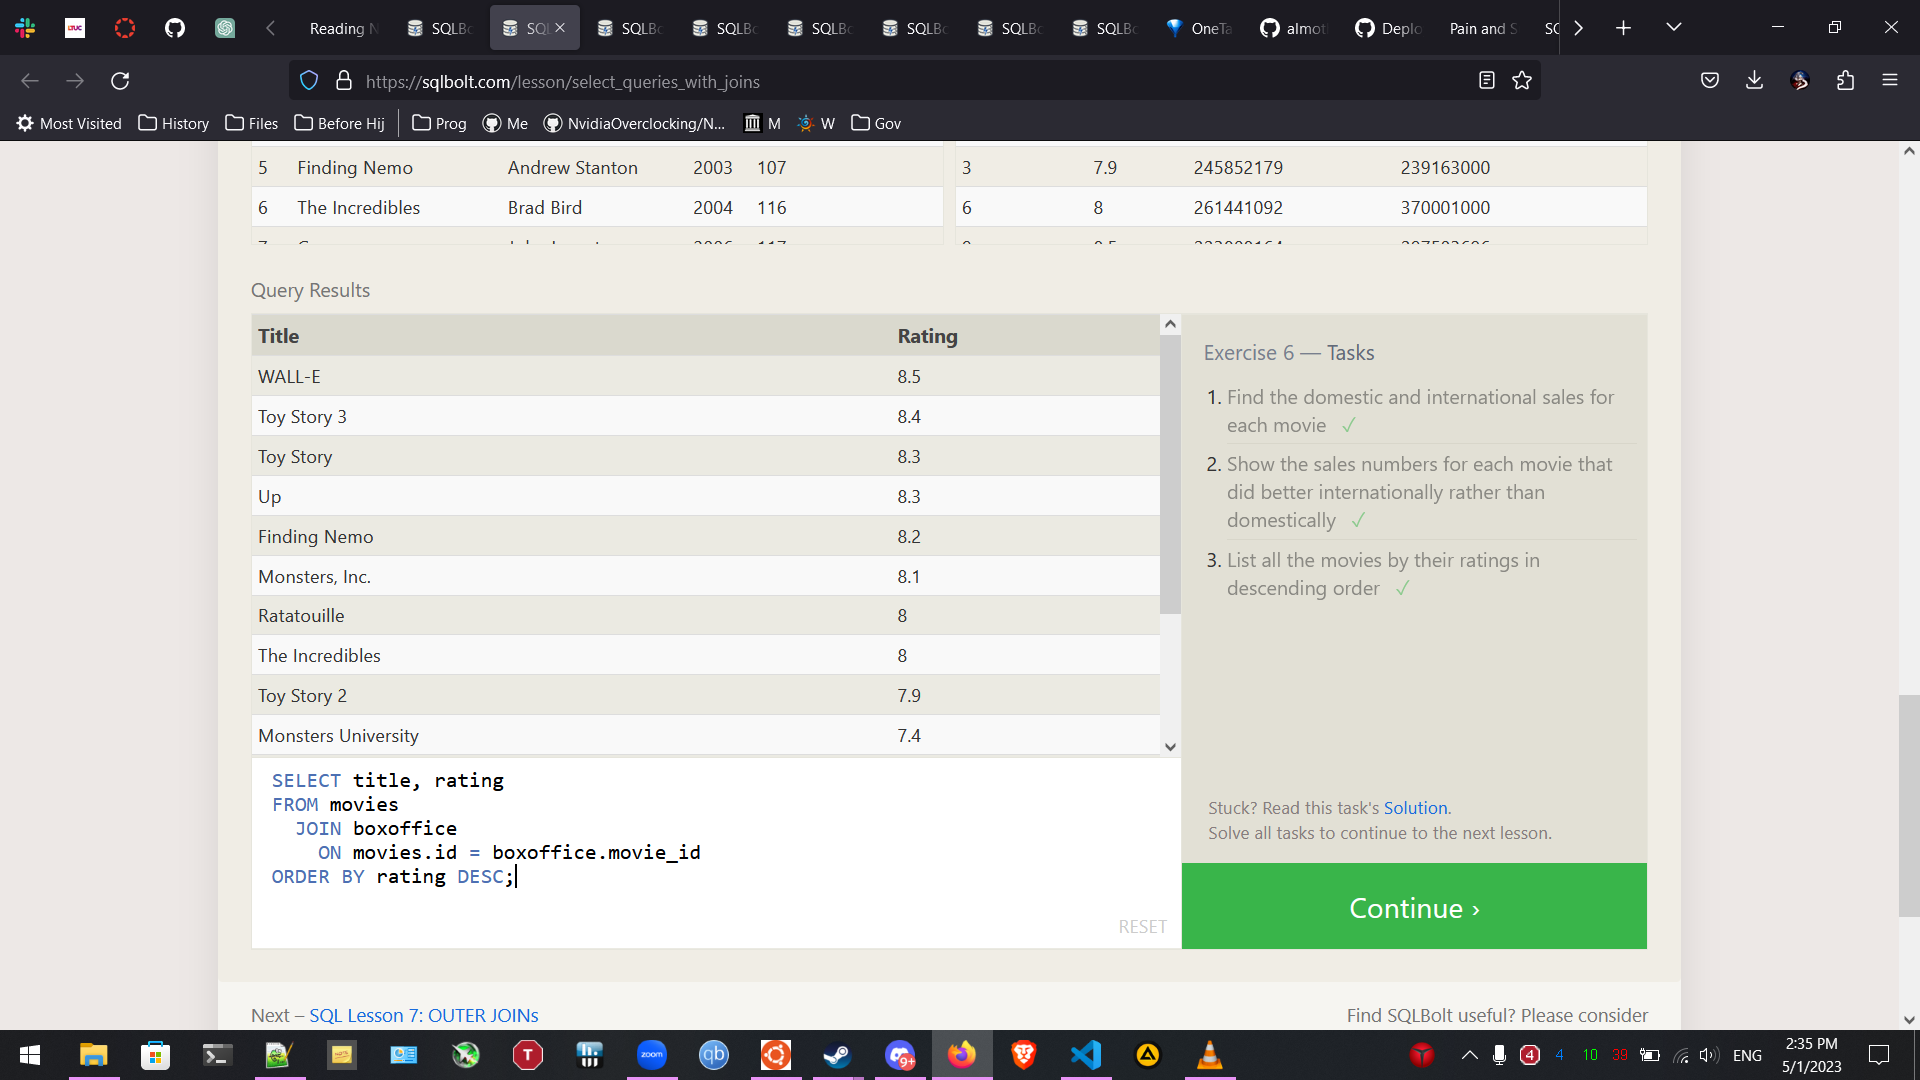 Reading N
SQLBo
SQL
SQLBo
SQLBo
SQLBo
SQLBo
SQLBo
SQLBo
OneTa
almot
Deplo
Pain and S
SC
https://sqlbolt.com/lesson/select_queries_with_joins
Most Visited
History
Files
Before Hij
Prog
Me
NvidiaOverclocking/N...
M
W
Gov
5 Finding Nemo Andrew Stanton 2003 107
3 7.9 245852179 239163000
6 The Incredibles Brad Bird 2004 116
6 8 261441092 370001000
Query Results
Title Rating
WALL-E 8.5
Toy Story 3 8.4
Toy Story 8.3
Up 8.3
Finding Nemo 8.2
Monsters, Inc. 8.1
Ratatouille 8
The Incredibles 8
Toy Story 2 7.9
Monsters University 7.4
SELECT title, rating
FROM movies
JOIN boxoffice
ON movies.id = boxoffice.movie_id
ORDER BY rating DESC;
RESET
Exercise 6 — Tasks
1. Find the domestic and international sales for
each movie ✓
2. Show the sales numbers for each movie that
did better internationally rather than
domestically ✓
3. List all the movies by their ratings in
descending order ✓
Stuck? Read this task's Solution.
Solve all tasks to continue to the next lesson.
Continue ›
Next – SQL Lesson 7: OUTER JOINs
Find SQLBolt useful? Please consider
T
zoom
qb
9+
4
4
10
39
ENG
2:35 PM
5/1/2023